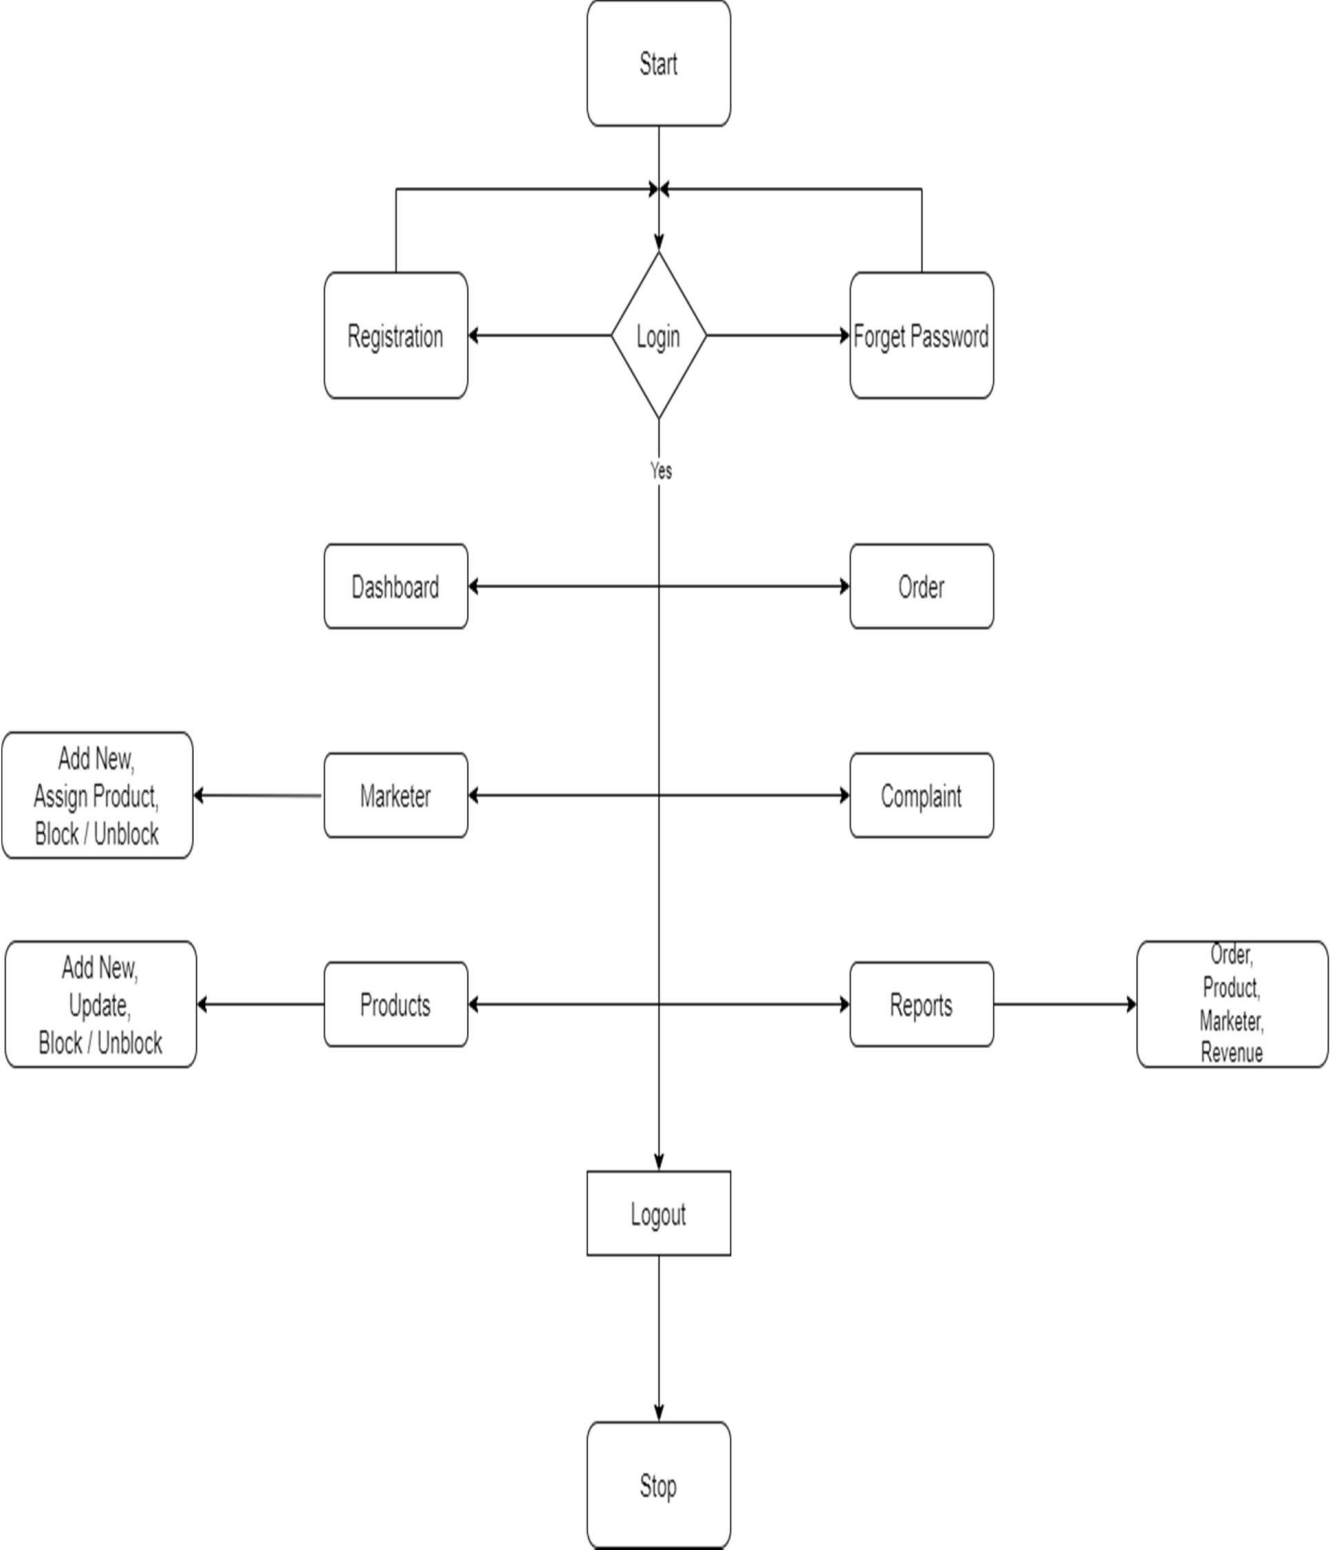 Start
Registration
Login
Forget Password
Yes
Dashboard
Order
Add New,
Assign Product,
Block / Unblock
Marketer
Complaint
Add New,
Update,
Block / Unblock
Products
Reports
Order,
Product,
Marketer,
Revenue
Logout
Stop